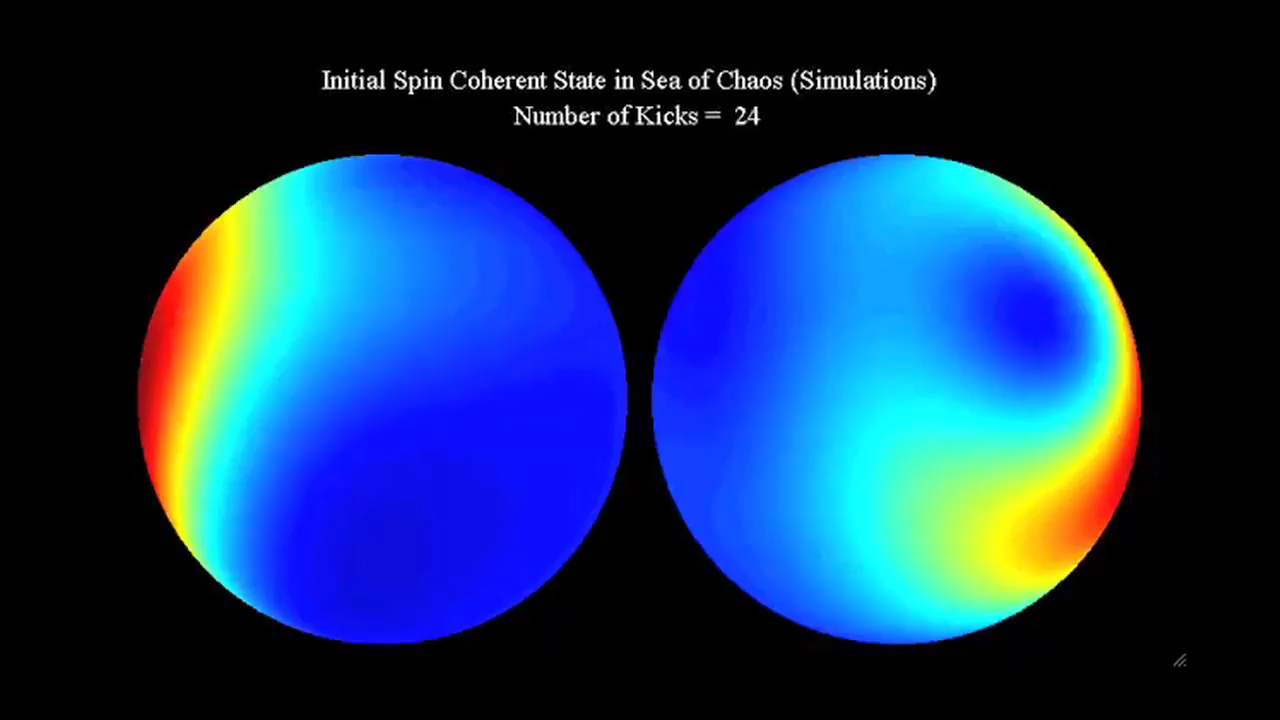 Initial Spin Coherent State in Sea of Chaos (Simulations)
Number of Kicks = 24